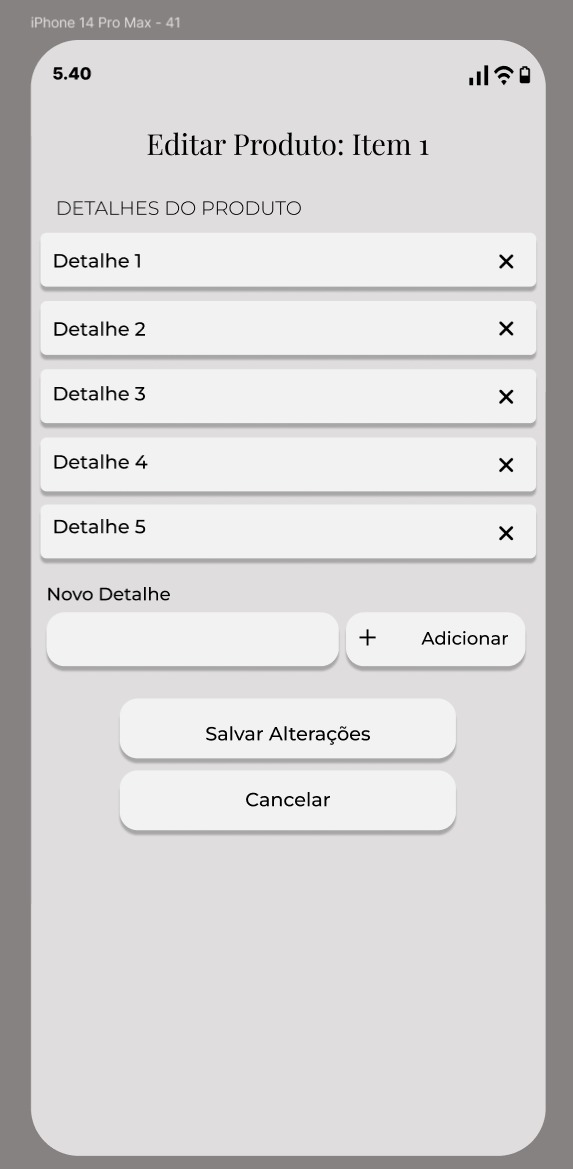 iPhone 14 Pro Max - 41
5.40
Editar Produto: Item 1
DETALHES DO PRODUTO
Detalhe 1
Detalhe 2
Detalhe 3
Detalhe 4
Detalhe 5
Novo Detalhe
+ Adicionar
Salvar Alterações
Cancelar